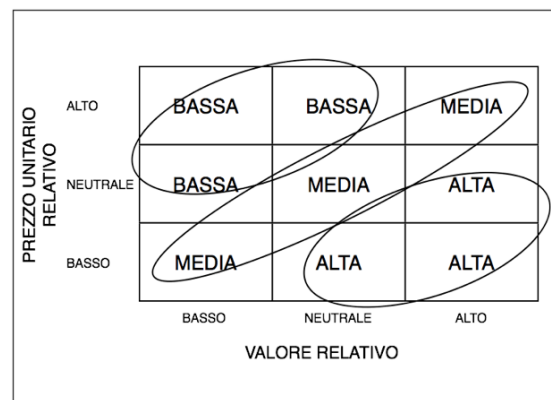 PREZZO UNITARIO
RELATIVO
ALTO
BASSA
BASSA
MEDIA
NEUTRALE
BASSA
MEDIA
ALTA
BASSO
MEDIA
ALTA
ALTA
BASSO
NEUTRALE
ALTO
VALORE RELATIVO